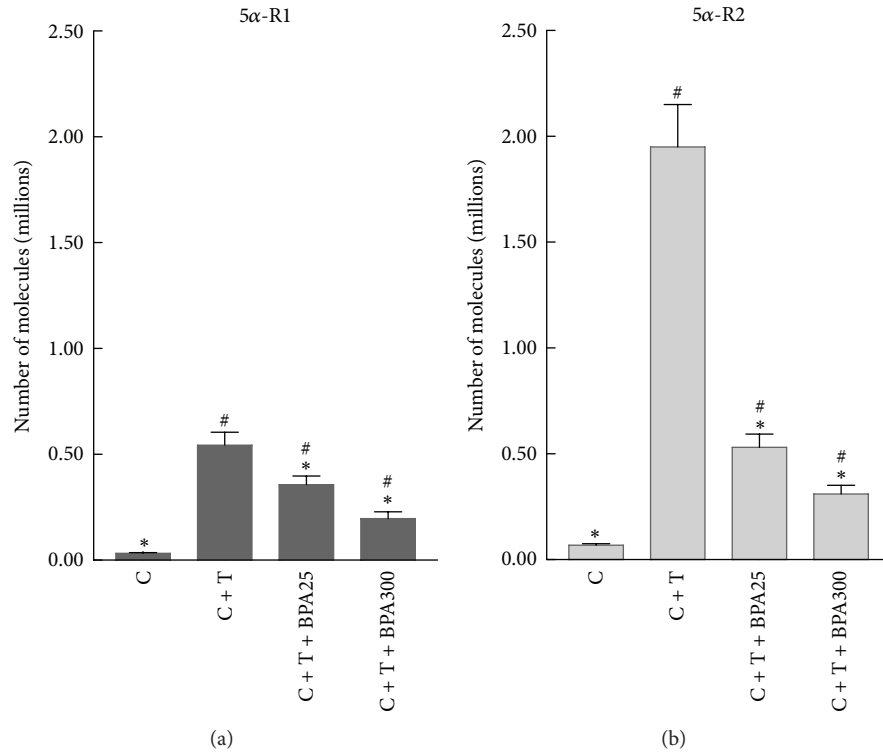 5α-R1
Number of molecules (millions)
2.50
2.00
1.50
1.00
0.50
0.00
*
#
#
*
#
*
C
C + T
C + T + BPA25
C + T + BPA300
(a)
5α-R2
Number of molecules (millions)
2.50
2.00
1.50
1.00
0.50
0.00
*
#
#
*
#
*
C
C + T
C + T + BPA25
C + T + BPA300
(b)